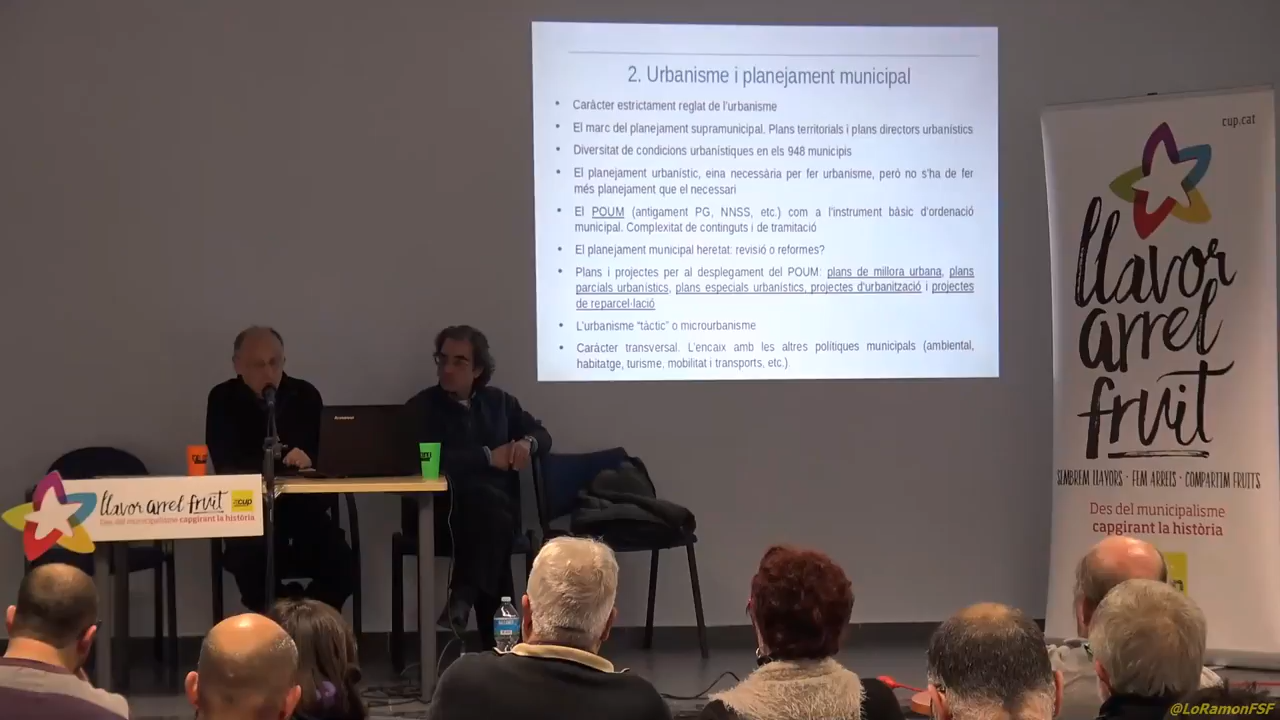 2. Urbanisme i planejament municipal
• Caràcter estrictament reglat de l'urbanisme
• El marc del planejament supramunicipal. Plans territorials i plans directors urbanístics
• Diversitat de condicions urbanístiques en els 948 municipis
• El planejament urbanístic, eina necessària per fer urbanisme, però no s'ha de fer
més planejament que el necessari
• El POUM (antigament PG, NNSS, etc.) com a l'instrument bàsic d'ordenació
municipal. Complexitat de continguts i de tramitació
• El planejament municipal heretat: revisió o reformes?
• Plans i projectes per al desplegament del POUM: plans de millora urbana, plans
parcials urbanístics, plans especials urbanístics, projectes d'urbanització i projectes
de reparcel·lació
• L'urbanisme "tàctic" o microurbanisme
• Caràcter transversal. L'encaix amb les altres polítiques municipals (ambiental,
habitatge, turisme, mobilitat i transports, etc.)
cup.cat
llavor
arrel
fruit
SEMBREM LLAVORS · FEM ARRELS · COMPARTIM FRUITS
Des del municipalisme
capgirant la història
llavor arrel fruit
cup
Des del municipalisme capgirant la història
@LoRamonFSF